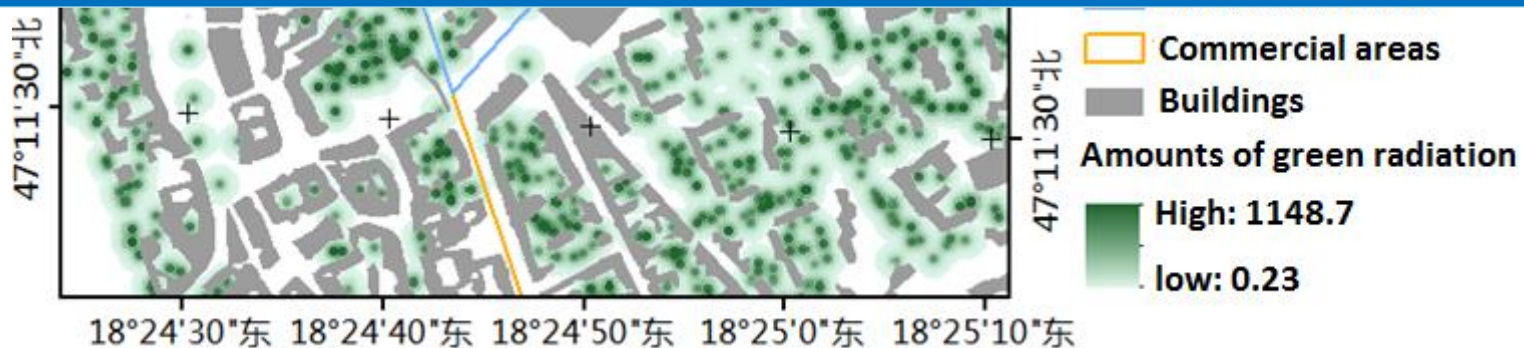 47°11'30"北
47°11'30"北
Commercial areas
Buildings
Amounts of green radiation
High: 1148.7
low: 0.23
18°24'30"东 18°24'40"东 18°24'50"东 18°25'0"东 18°25'10"东